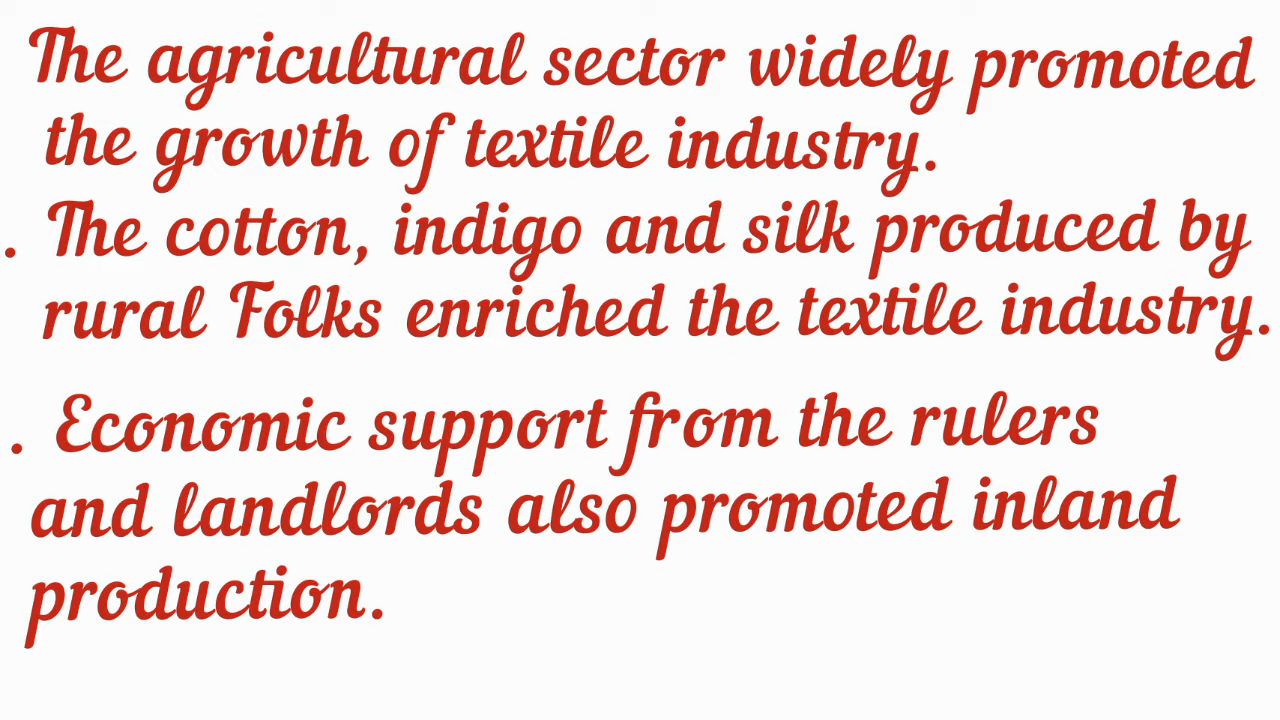 The agricultural sector widely promoted
the growth of textile industry.
. The cotton, indigo and silk produced by
rural Folks enriched the textile industry.
. Economic support from the rulers
and landlords also promoted inland
production.